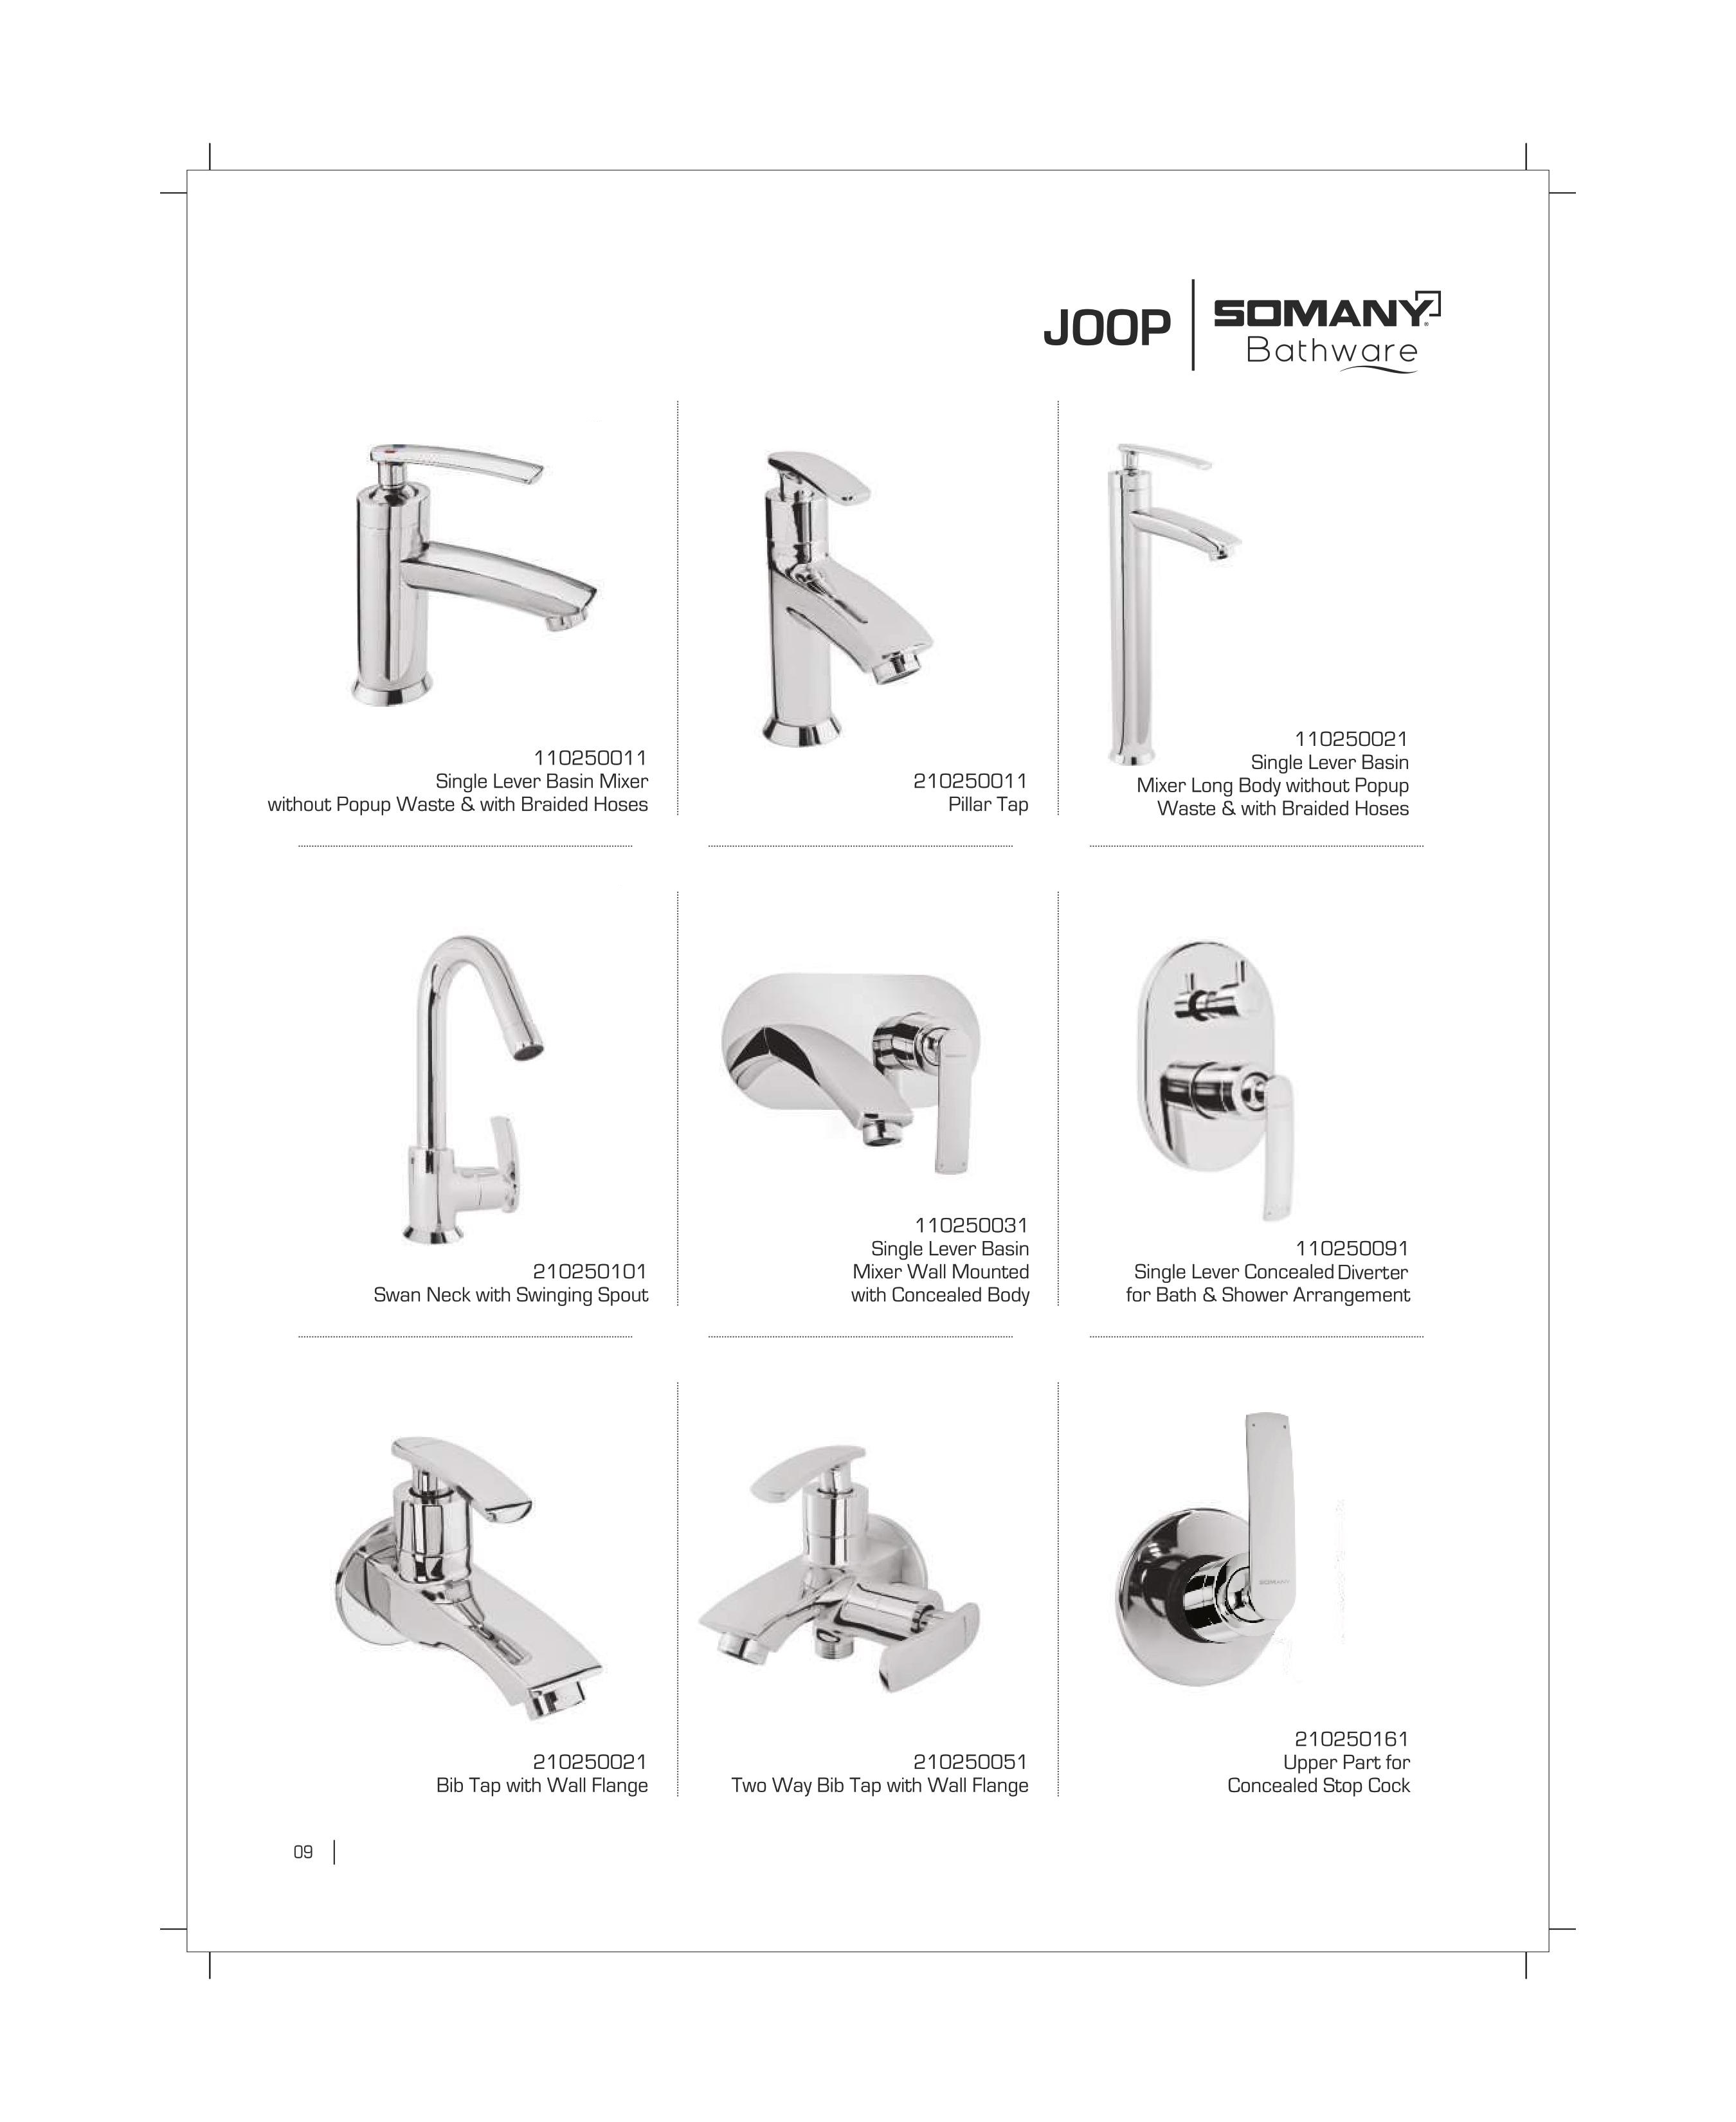 JOOP
SOMANY
Bathware
110250011
Single Lever Basin Mixer
without Popup Waste & with Braided Hoses
210250011
Pillar Tap
110250021
Single Lever Basin
Mixer Long Body without Popup
Waste & with Braided Hoses
210250101
Swan Neck with Swinging Spout
110250031
Single Lever Basin
Mixer Wall Mounted
with Concealed Body
110250091
Single Lever Concealed Diverter
for Bath & Shower Arrangement
210250021
Bib Tap with Wall Flange
210250051
Two Way Bib Tap with Wall Flange
SOMANY
210250161
Upper Part for
Concealed Stop Cock
09